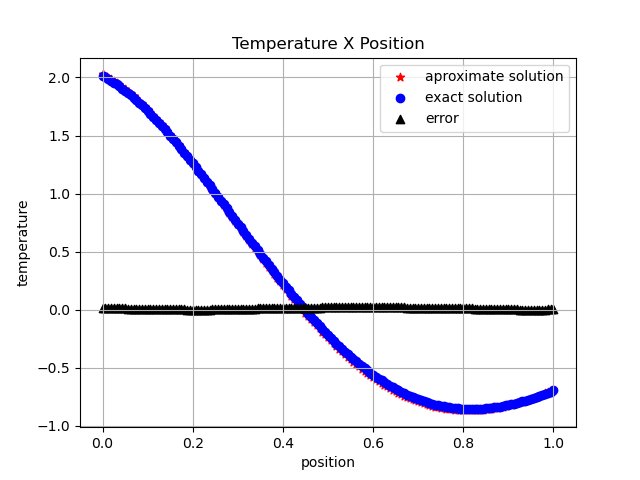 Temperature X Position
aproximate solution
exact solution
error
2.0
1.5
1.0
0.5
0.0
−0.5
−1.0
temperature
0.0 0.2 0.4 0.6 0.8 1.0
position